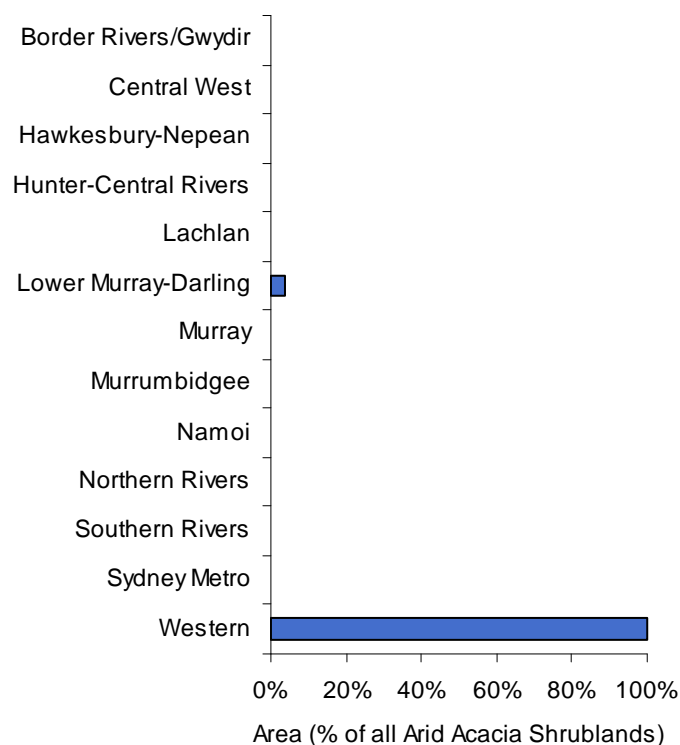 Border Rivers/Gwydir
Central West
Hawkesbury-Nepean
Hunter-Central Rivers
Lachlan
Lower Murray-Darling
Murray
Murrumbidgee
Namoi
Northern Rivers
Southern Rivers
Sydney Metro
Western
0% 20% 40% 60% 80% 100%
Area (% of all Arid Acacia Shrublands)